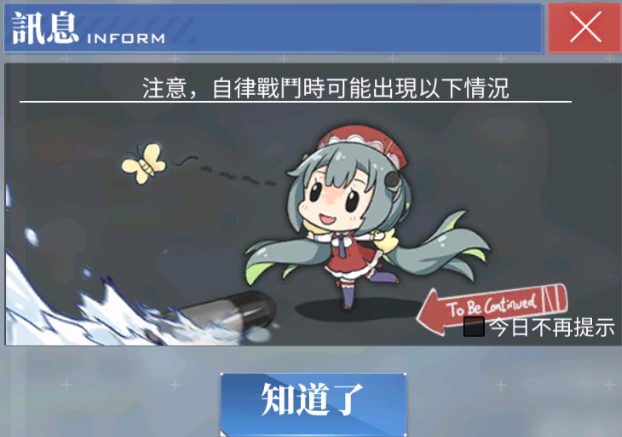 訊息 INFORM
注意，自律戰鬥時可能出現以下情況
To Be Continued
今日不再提示
知道了